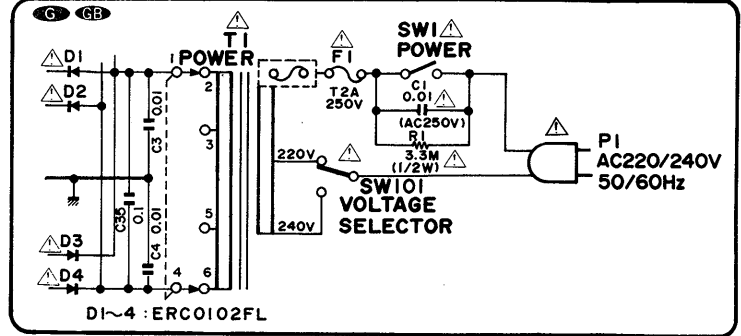 G GB
D1
D2
0.01
C3
C35
0.1
C4 0.01
D3
D4
1
2
3
5
4
6
T1
POWER
F1
T2A
250V
SW1
POWER
C1
0.01
(AC250V)
R1
3.3M
(1/2W)
220V
240V
SW101
VOLTAGE
SELECTOR
P1
AC220/240V
50/60Hz
D1~4 : ERC0102FL